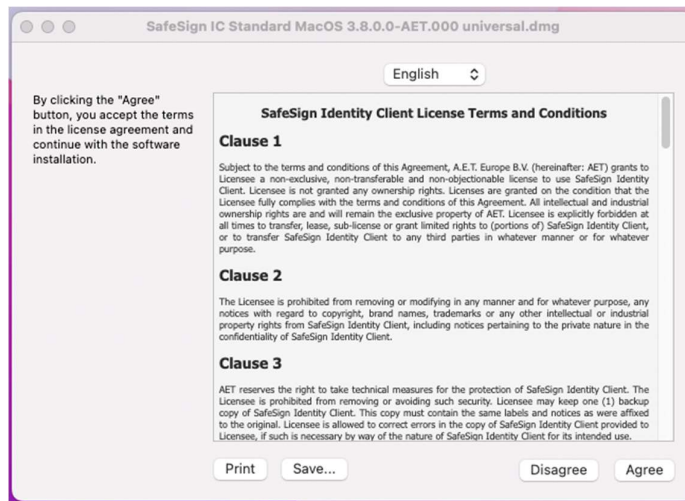 SafeSign IC Standard MacOS 3.8.0.0-AET.000 universal.dmg
English
By clicking the "Agree"
button, you accept the terms
in the license agreement and
continue with the software
installation.
SafeSign Identity Client License Terms and Conditions
Clause 1
Subject to the terms and conditions of this Agreement, A.E.T. Europe B.V. (hereinafter: AET) grants to
Licensee a non-exclusive, non-transferable and non-objectionable license to use SafeSign Identity
Client. Licensee is not granted any ownership rights. Licenses are granted on the condition that the
Licensee fully complies with the terms and conditions of this Agreement. All intellectual and industrial
ownership rights are and will remain the exclusive property of AET. Licensee is explicitly forbidden at
all times to transfer, lease, sub-license or grant limited rights to (portions of) SafeSign Identity Client,
or to transfer SafeSign Identity Client to any third parties in whatever manner or for whatever
purpose.
Clause 2
The Licensee is prohibited from removing or modifying in any manner and for whatever purpose, any
notices with regard to copyright, brand names, trademarks or any other intellectual or industrial
property rights from SafeSign Identity Client, including notices pertaining to the private nature in the
confidentiality of SafeSign Identity Client.
Clause 3
AET reserves the right to take technical measures for the protection of SafeSign Identity Client. The
Licensee is prohibited from removing or avoiding such security. Licensee may keep one (1) backup
copy of SafeSign Identity Client. This copy must contain the same labels and notices as were affixed
to the original. Licensee is allowed to correct errors in the copy of SafeSign Identity Client provided to
Licensee, if such is necessary by way of the nature of SafeSign Identity Client for its intended use.
Print Save... Disagree Agree